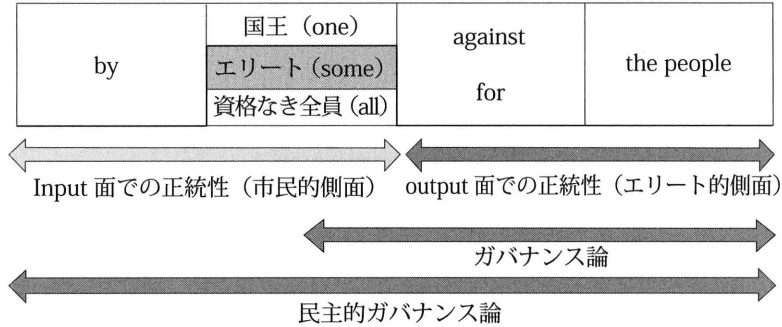 by
国王（one）
エリート（some）
資格なき全員（all）
against
for
the people
Input 面での正統性（市民的側面）
output 面での正統性（エリート的側面）
ガバナンス論
民主的ガバナンス論